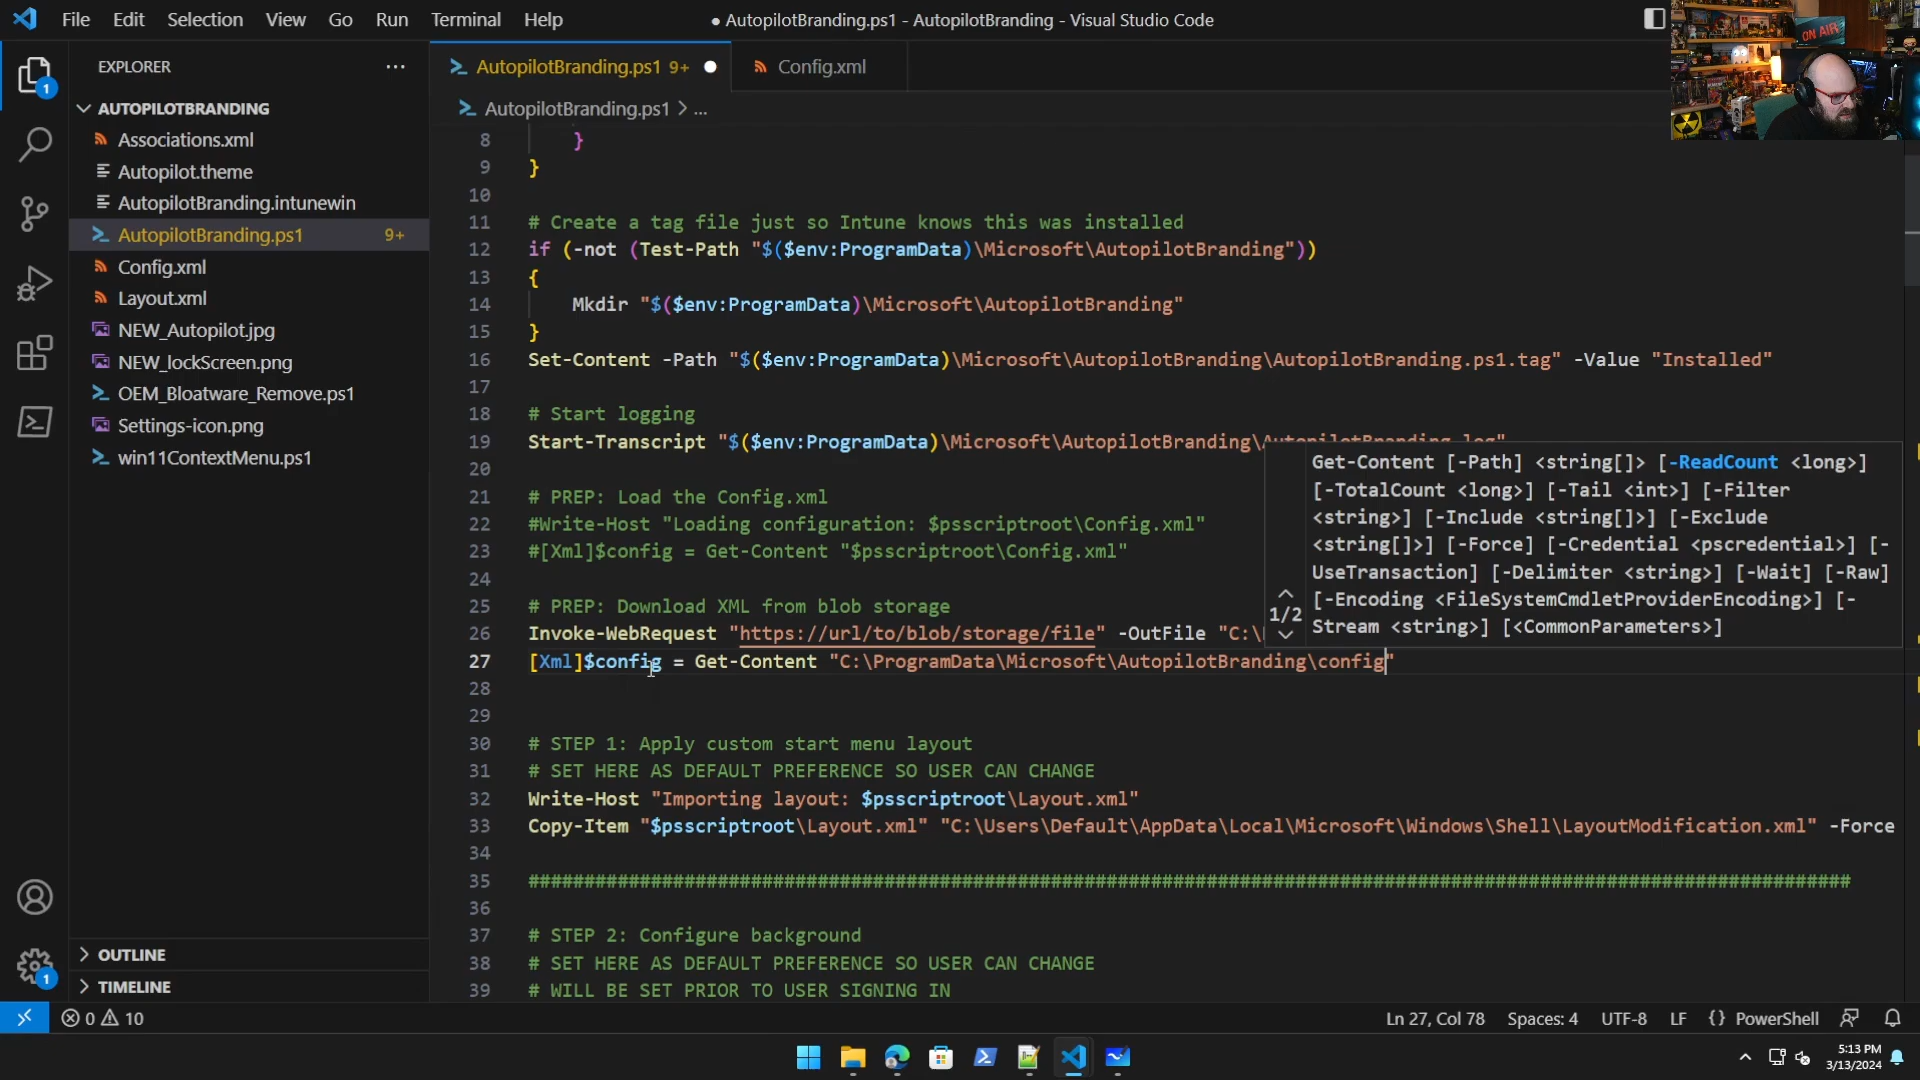 File Edit Selection View Go Run Terminal Help
● AutopilotBranding.ps1 - AutopilotBranding - Visual Studio Code
ON AIR
EXPLORER
AUTOPILOTBRANDING
Associations.xml
Autopilot.theme
AutopilotBranding.intunewin
AutopilotBranding.ps1 9+
Config.xml
Layout.xml
NEW_Autopilot.jpg
NEW_lockScreen.png
OEM_Bloatware_Remove.ps1
Settings-icon.png
win11ContextMenu.ps1
OUTLINE
TIMELINE
1
1
AutopilotBranding.ps1 9+ ● Config.xml
AutopilotBranding.ps1 > ...
8 }
9 }
10
11 # Create a tag file just so Intune knows this was installed
12 if (-not (Test-Path "$($env:ProgramData)\Microsoft\AutopilotBranding"))
13 {
14 Mkdir "$($env:ProgramData)\Microsoft\AutopilotBranding"
15 }
16 Set-Content -Path "$($env:ProgramData)\Microsoft\AutopilotBranding\AutopilotBranding.ps1.tag" -Value "Installed"
17
18 # Start logging
19 Start-Transcript "$($env:ProgramData)\Microsoft\AutopilotBranding\AutopilotBranding.log"
20
21 # PREP: Load the Config.xml
22 #Write-Host "Loading configuration: $psscriptroot\Config.xml"
23 #[Xml]$config = Get-Content "$psscriptroot\Config.xml"
24
25 # PREP: Download XML from blob storage
26 Invoke-WebRequest "https://url/to/blob/storage/file" -OutFile "C:\
27 [Xml]$config = Get-Content "C:\ProgramData\Microsoft\AutopilotBranding\config"
28
29
30 # STEP 1: Apply custom start menu layout
31 # SET HERE AS DEFAULT PREFERENCE SO USER CAN CHANGE
32 Write-Host "Importing layout: $psscriptroot\Layout.xml"
33 Copy-Item "$psscriptroot\Layout.xml" "C:\Users\Default\AppData\Local\Microsoft\Windows\Shell\LayoutModification.xml" -Force
34
35 #######################################################################################################################
36
37 # STEP 2: Configure background
38 # SET HERE AS DEFAULT PREFERENCE SO USER CAN CHANGE
39 # WILL BE SET PRIOR TO USER SIGNING IN
1/2
Get-Content [-Path] <string[]> [-ReadCount <long>]
[-TotalCount <long>] [-Tail <int>] [-Filter
<string>] [-Include <string[]>] [-Exclude
<string[]>] [-Force] [-Credential <pscredential>] [-
UseTransaction] [-Delimiter <string>] [-Wait] [-Raw]
[-Encoding <FileSystemCmdletProviderEncoding>] [-
Stream <string>] [<CommonParameters>]
0 10 Ln 27, Col 78 Spaces: 4 UTF-8 LF {} PowerShell
5:13 PM
3/13/2024